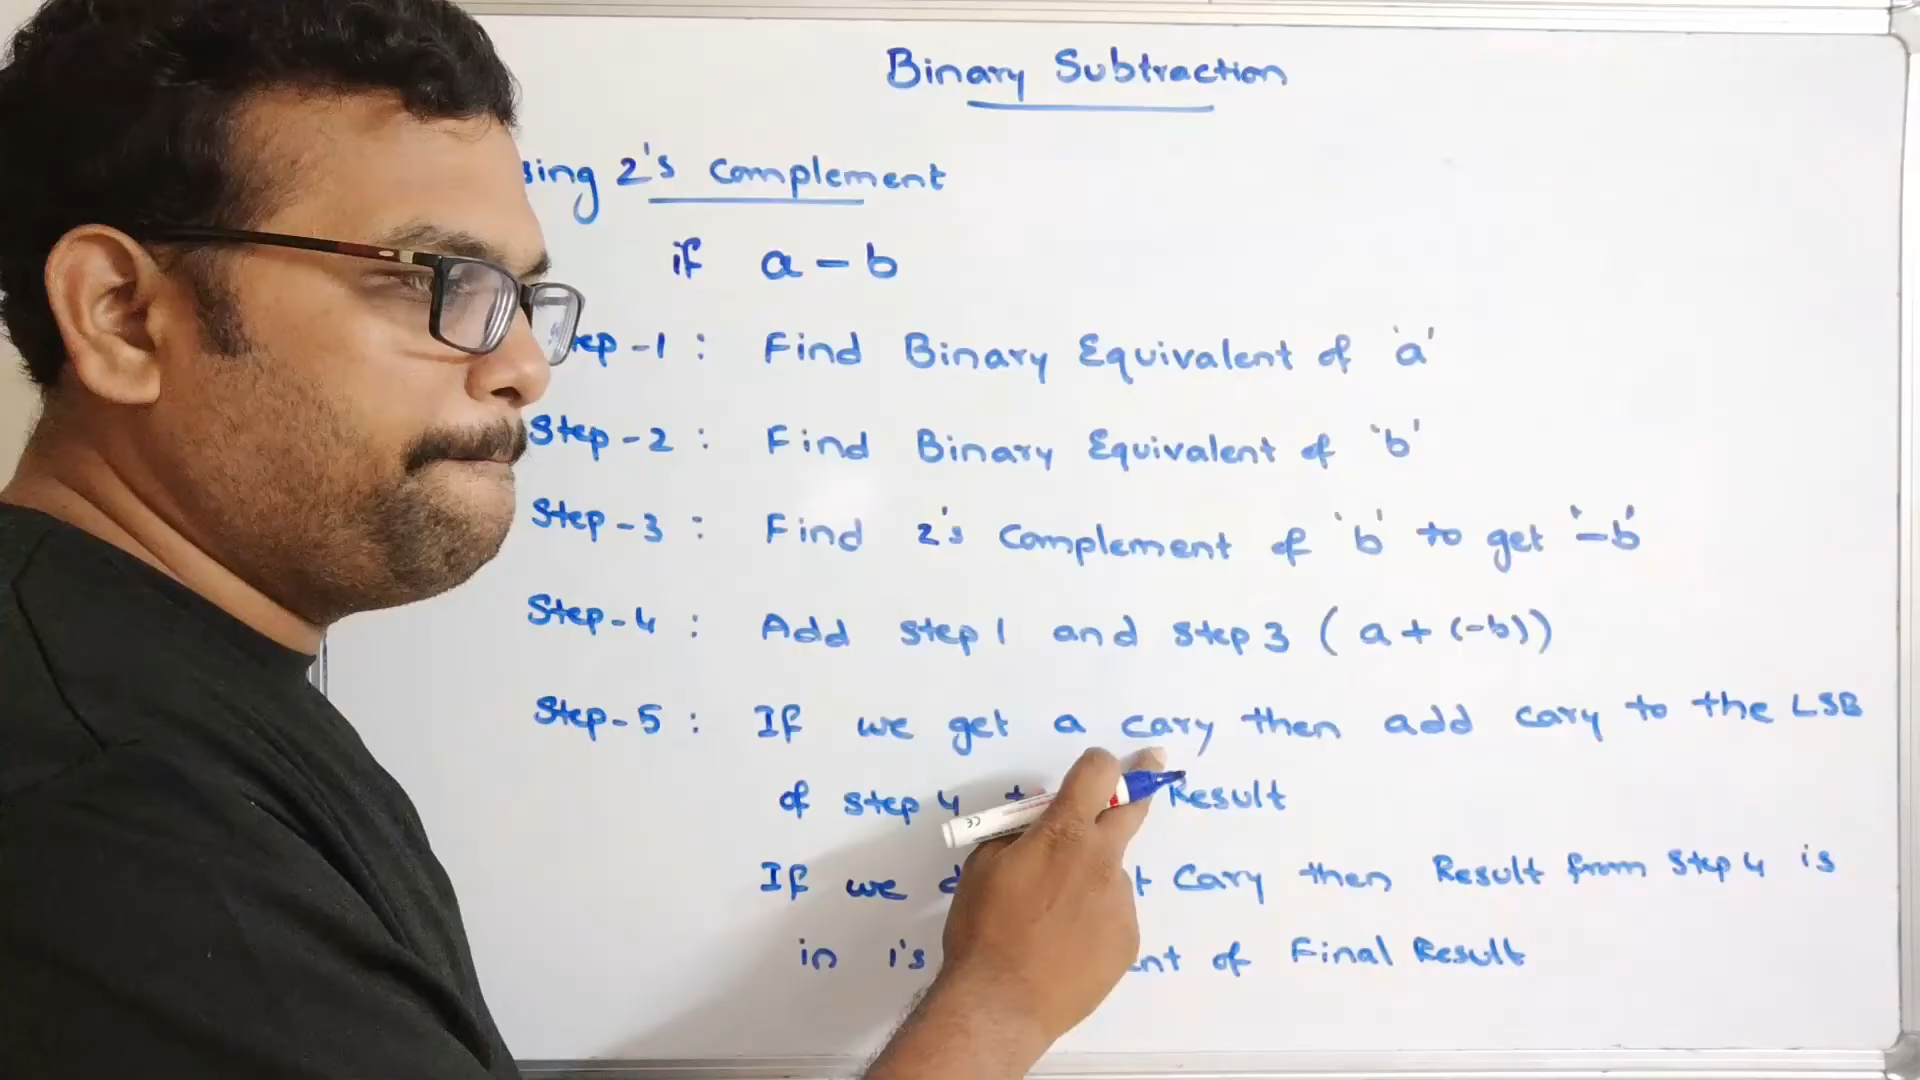 Binary Subtraction
sing 2's Complement
if a - b
tep-1 : Find Binary Equivalent of 'a'
Step-2 : Find Binary Equivalent of 'b'
Step-3 : Find 2's Complement of 'b' to get '-b'
Step-4 : Add step 1 and step 3 ( a + (-b))
Step-5 : If we get a cary then add cary to the LSB
of step 4 Result
If we Cary then Result from Step 4 is
in 1's nt of Final Result